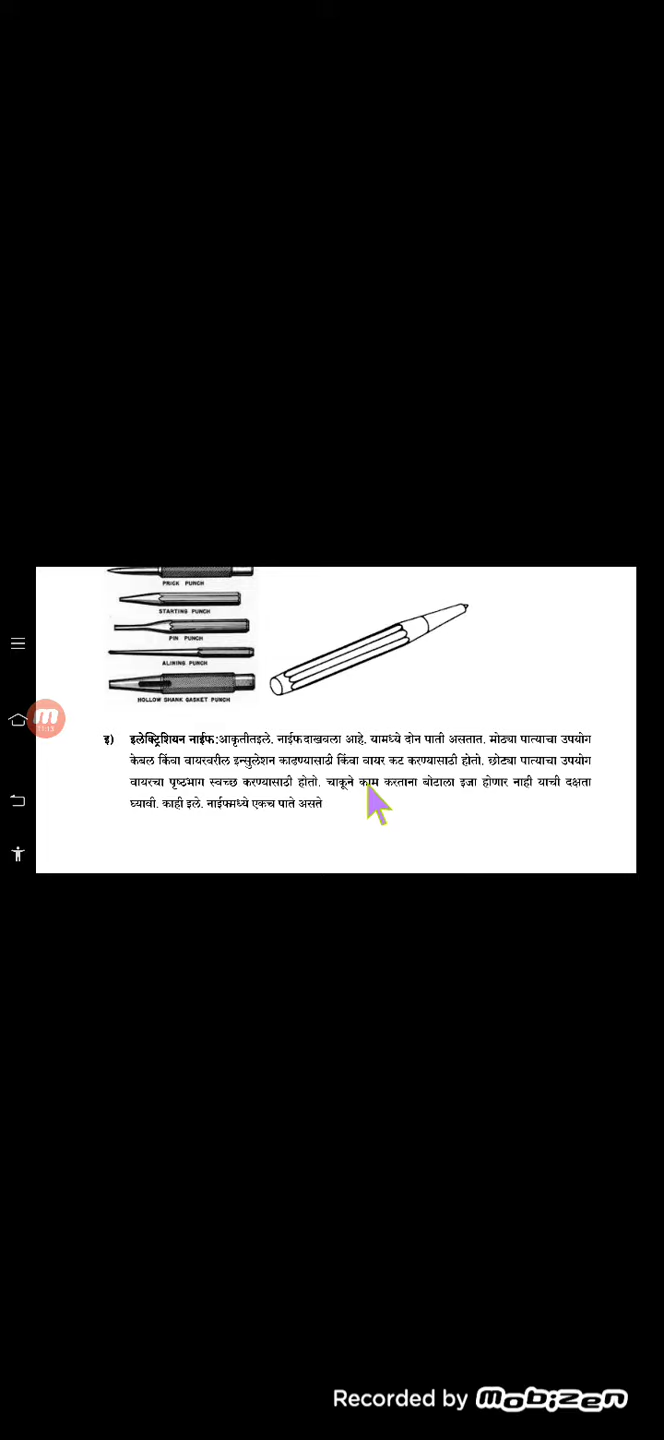 PRICK PUNCH
STARTING PUNCH
PIN PUNCH
ALINING PUNCH
HOLLOW SHANK GASKET PUNCH
11:13
इ) इलेक्ट्रिशियन नाईफ:आकृतीतइले. नाईफदाखवला आहे. यामध्ये दोन पाती असतात. मोठ्या पात्याचा उपयोग
केबल किंवा वायरवरील इन्सुलेशन काढण्यासाठी किंवा वायर कट करण्यासाठी होतो. छोट्या पात्याचा उपयोग
वायरचा पृष्ठभाग स्वच्छ करण्यासाठी होतो. चाकूने काम करताना बोटाला इजा होणार नाही याची दक्षता
घ्यावी. काही इले. नाईफमध्ये एकच पाते असते
Recorded by mobizen